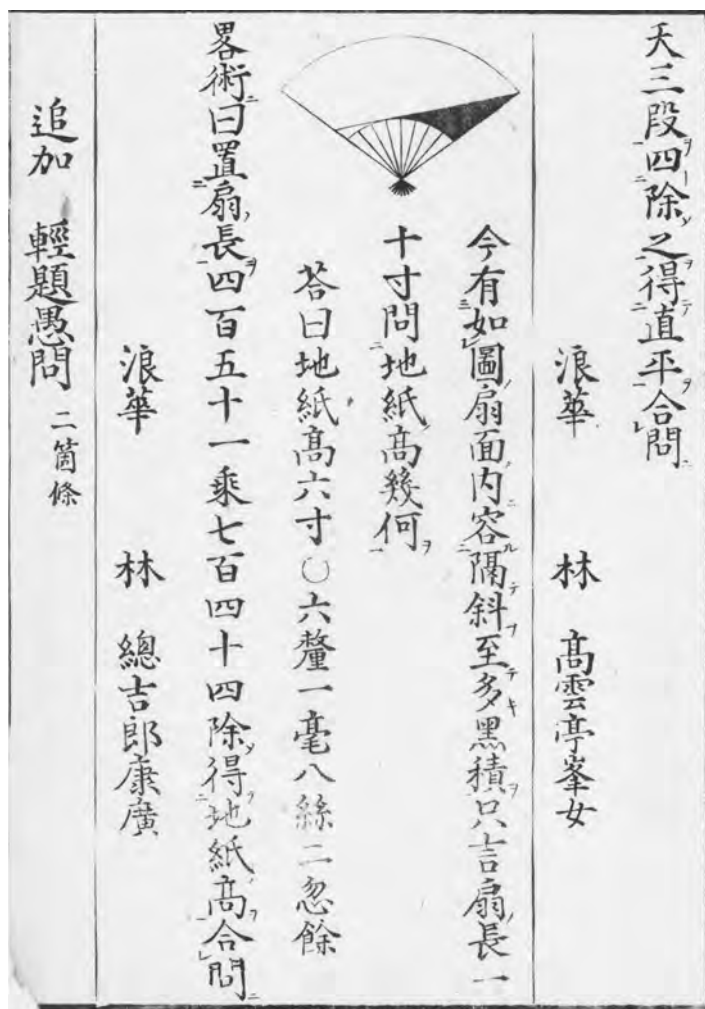 天三段四除之得直平合問
浪華　林　髙雲亭峯女
今有如圖扇面内容隔斜至多黒積只言扇長一
十寸問地紙髙幾何
荅曰地紙髙六寸〇六釐一毫八絲二忽餘
畧術曰置扇長四百五十一乘七百四十四除得地紙髙合問
浪華　林　總吉郎康廣
追加　輕題愚問　二箇條